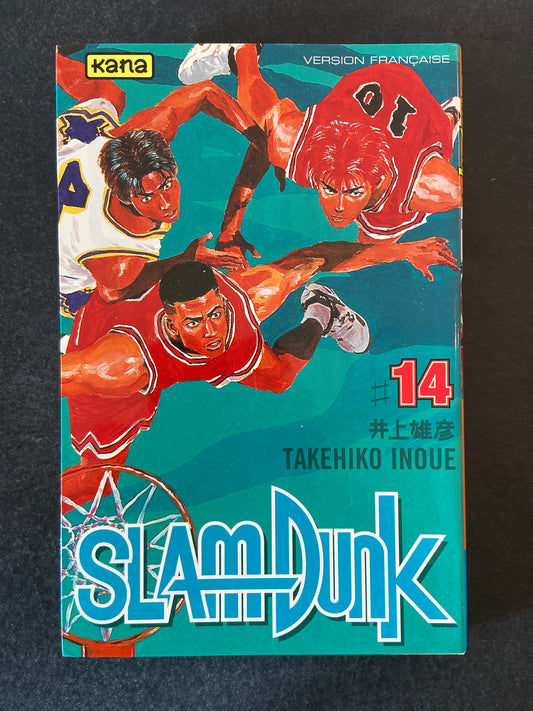 Kana
VERSION FRANÇAISE
10
4
#14
井上雄彦
TAKEHIKO INOUE
SLAM DUNK